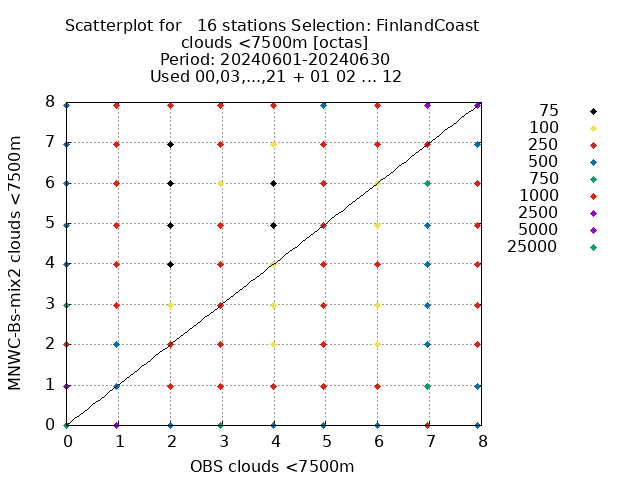 Scatterplot for   16 stations Selection: FinlandCoast
clouds <7500m [octas]
Period: 20240601-20240630
Used 00,03,...,21 + 01 02 ... 12
MNWC-Bs-mix2 clouds <7500m
8
7
6
5
4
3
2
1
0
0 1 2 3 4 5 6 7 8
OBS clouds <7500m
75
100
250
500
750
1000
2500
5000
25000